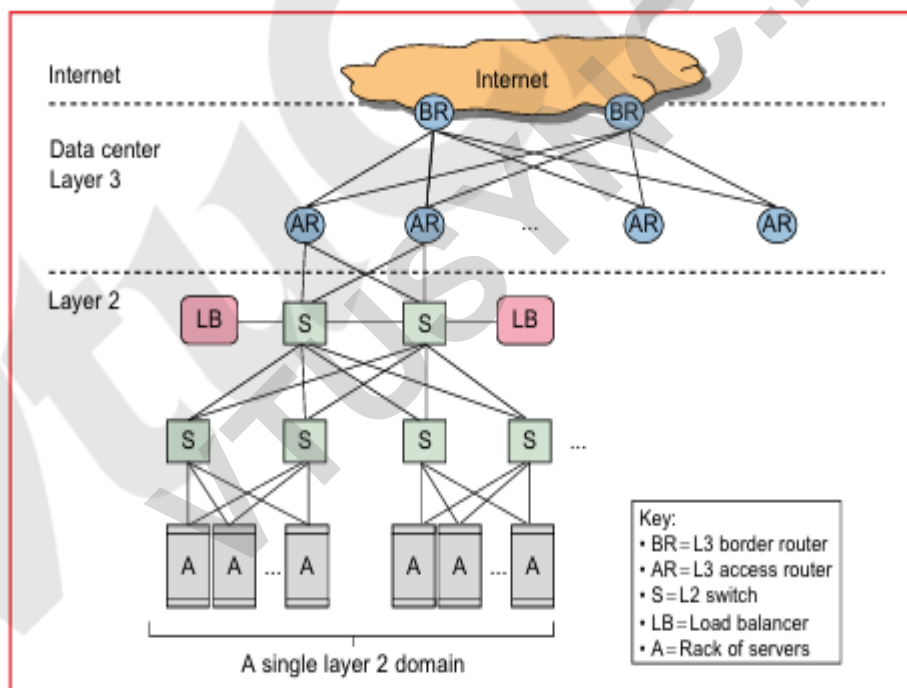 Internet
Internet
BR BR
Data center
Layer 3
AR AR ... AR AR
Layer 2
LB S S LB
S S S S ...
A A ... A A A ... A
A single layer 2 domain
Key:
• BR=L3 border router
• AR=L3 access router
• S=L2 switch
• LB=Load balancer
• A=Rack of servers
VTUSYNC.